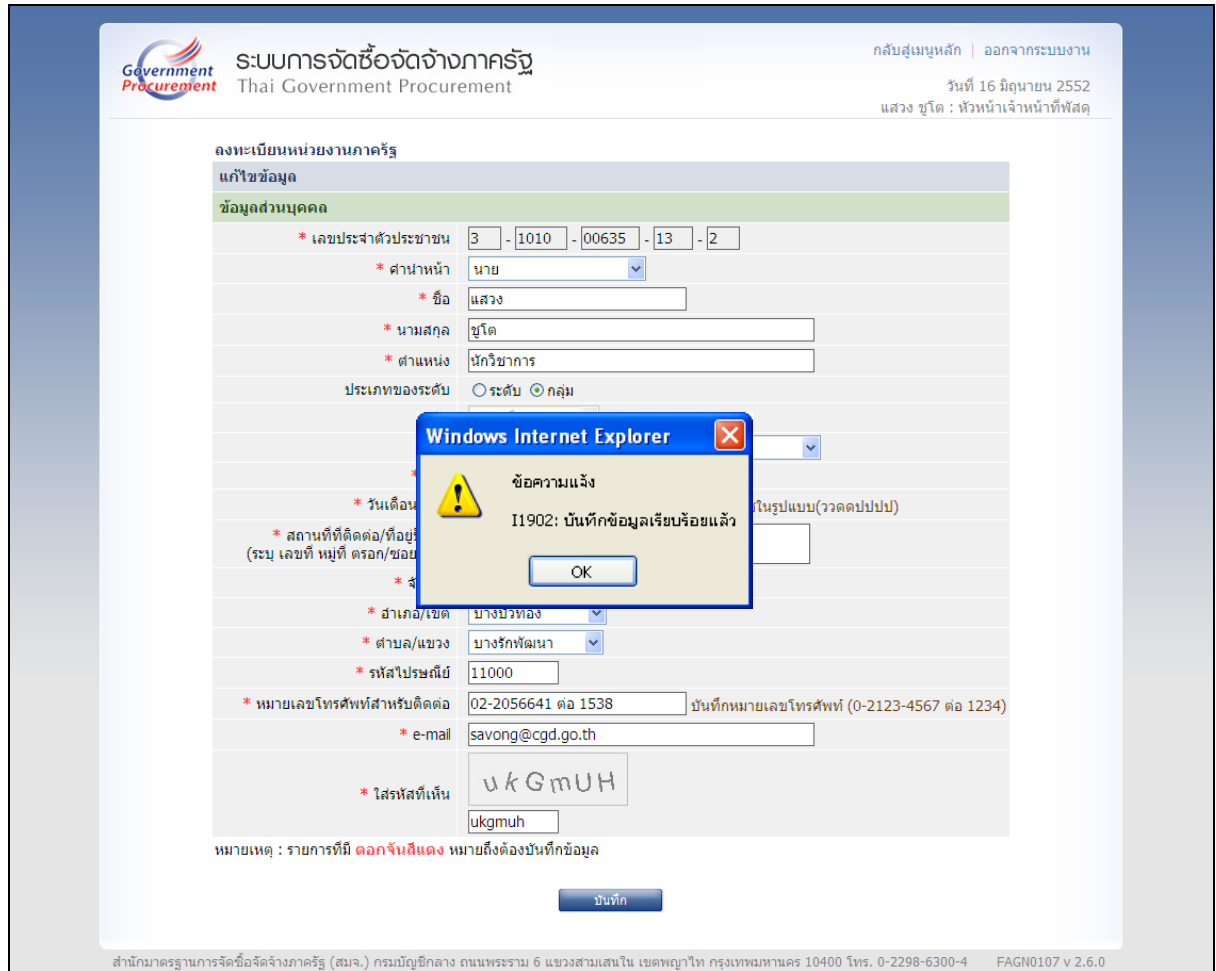 Government
Procurement
ระบบการจัดซื้อจัดจ้างภาครัฐ
Thai Government Procurement
กลับสู่เมนูหลัก | ออกจากระบบงาน
วันที่ 16 มิถุนายน 2552
แสวง ชูโต : หัวหน้าเจ้าหน้าที่พัสดุ
ลงทะเบียนหน่วยงานภาครัฐ
แก้ไขข้อมูล
ข้อมูลส่วนบุคคล
* เลขประจำตัวประชาชน 3 - 1010 - 00635 - 13 - 2
* คำนำหน้า นาย
* ชื่อ แสวง
* นามสกุล ชูโต
* ตำแหน่ง นักวิชาการ
ประเภทของระดับ ระดับ กลุ่ม
Windows Internet Explorer
ข้อความแจ้ง
I1902: บันทึกข้อมูลเรียบร้อยแล้ว
OK
* วันเดือน ในรูปแบบ(ววดดปปปป)
* สถานที่ที่ติดต่อ/ที่อยู่
(ระบุ เลขที่ หมู่ที่ ตรอก/ซอย
* อำเภอ/เขต บางบัวทอง
* ตำบล/แขวง บางรักพัฒนา
* รหัสไปรษณีย์ 11000
* หมายเลขโทรศัพท์สำหรับติดต่อ 02-2056641 ต่อ 1538 บันทึกหมายเลขโทรศัพท์ (0-2123-4567 ต่อ 1234)
* e-mail savong@cgd.go.th
ukGmUH
* ใส่รหัสที่เห็น
ukgmuh
หมายเหตุ : รายการที่มี ดอกจันสีแดง หมายถึงต้องบันทึกข้อมูล
บันทึก
สำนักมาตรฐานการจัดซื้อจัดจ้างภาครัฐ (สมจ.) กรมบัญชีกลาง ถนนพระราม 6 แขวงสามเสนใน เขตพญาไท กรุงเทพมหานคร 10400 โทร. 0-2298-6300-4 FAGN0107 v 2.6.0